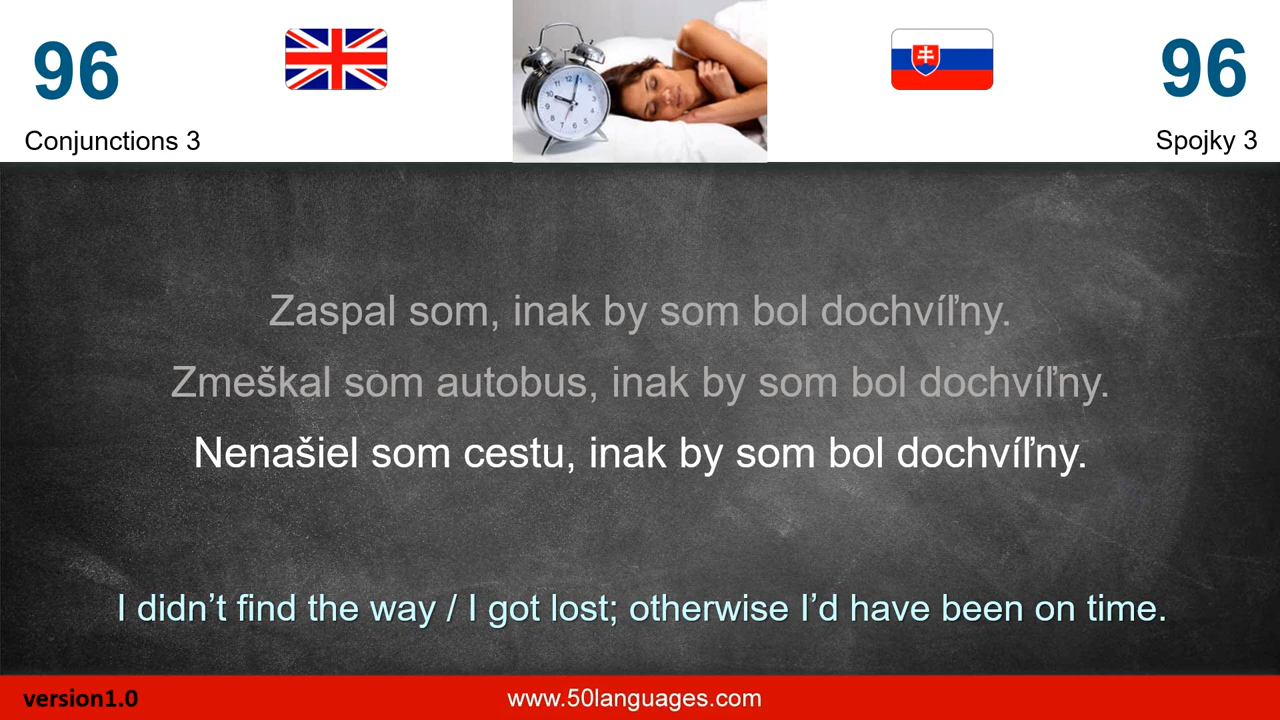 96
96
Conjunctions 3
Spojky 3
Zaspal som, inak by som bol dochvíľny.
Zmeškal som autobus, inak by som bol dochvíľny.
Nenašiel som cestu, inak by som bol dochvíľny.
I didn’t find the way / I got lost; otherwise I’d have been on time.
version1.0
www.50languages.com